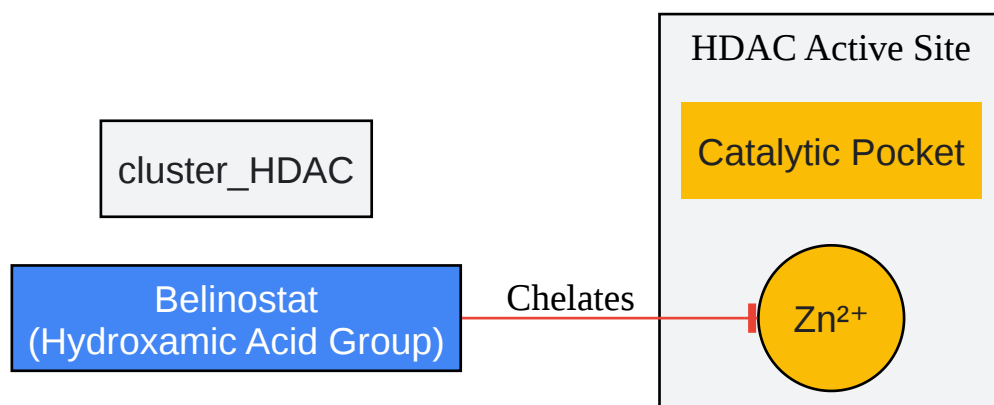 HDAC Active Site
Catalytic Pocket
cluster_HDAC
Belinostat
(Hydroxamic Acid Group)
Chelates
Zn²⁺